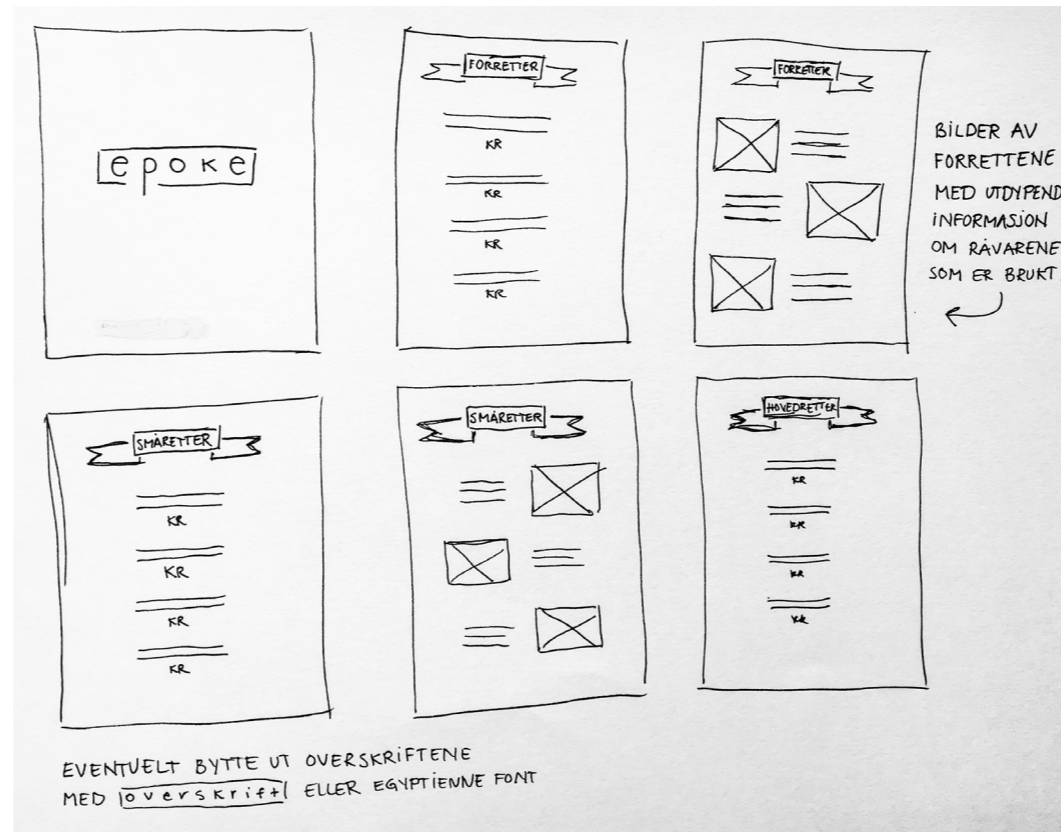 epoke
FORRETTER
KR
KR
KR
KR
FORRETTER
BILDER AV
FORRETTENE
MED UTDYPEND
INFORMASJON
OM RÅVARENE
SOM ER BRUKT
SMÅRETTER
KR
KR
KR
KR
SMÅRETTER
HOVEDRETTER
KR
KR
KR
KR
EVENTUELT BYTTE UT OVERSKRIFTENE
MED overskrift ELLER EGYPTIENNE FONT